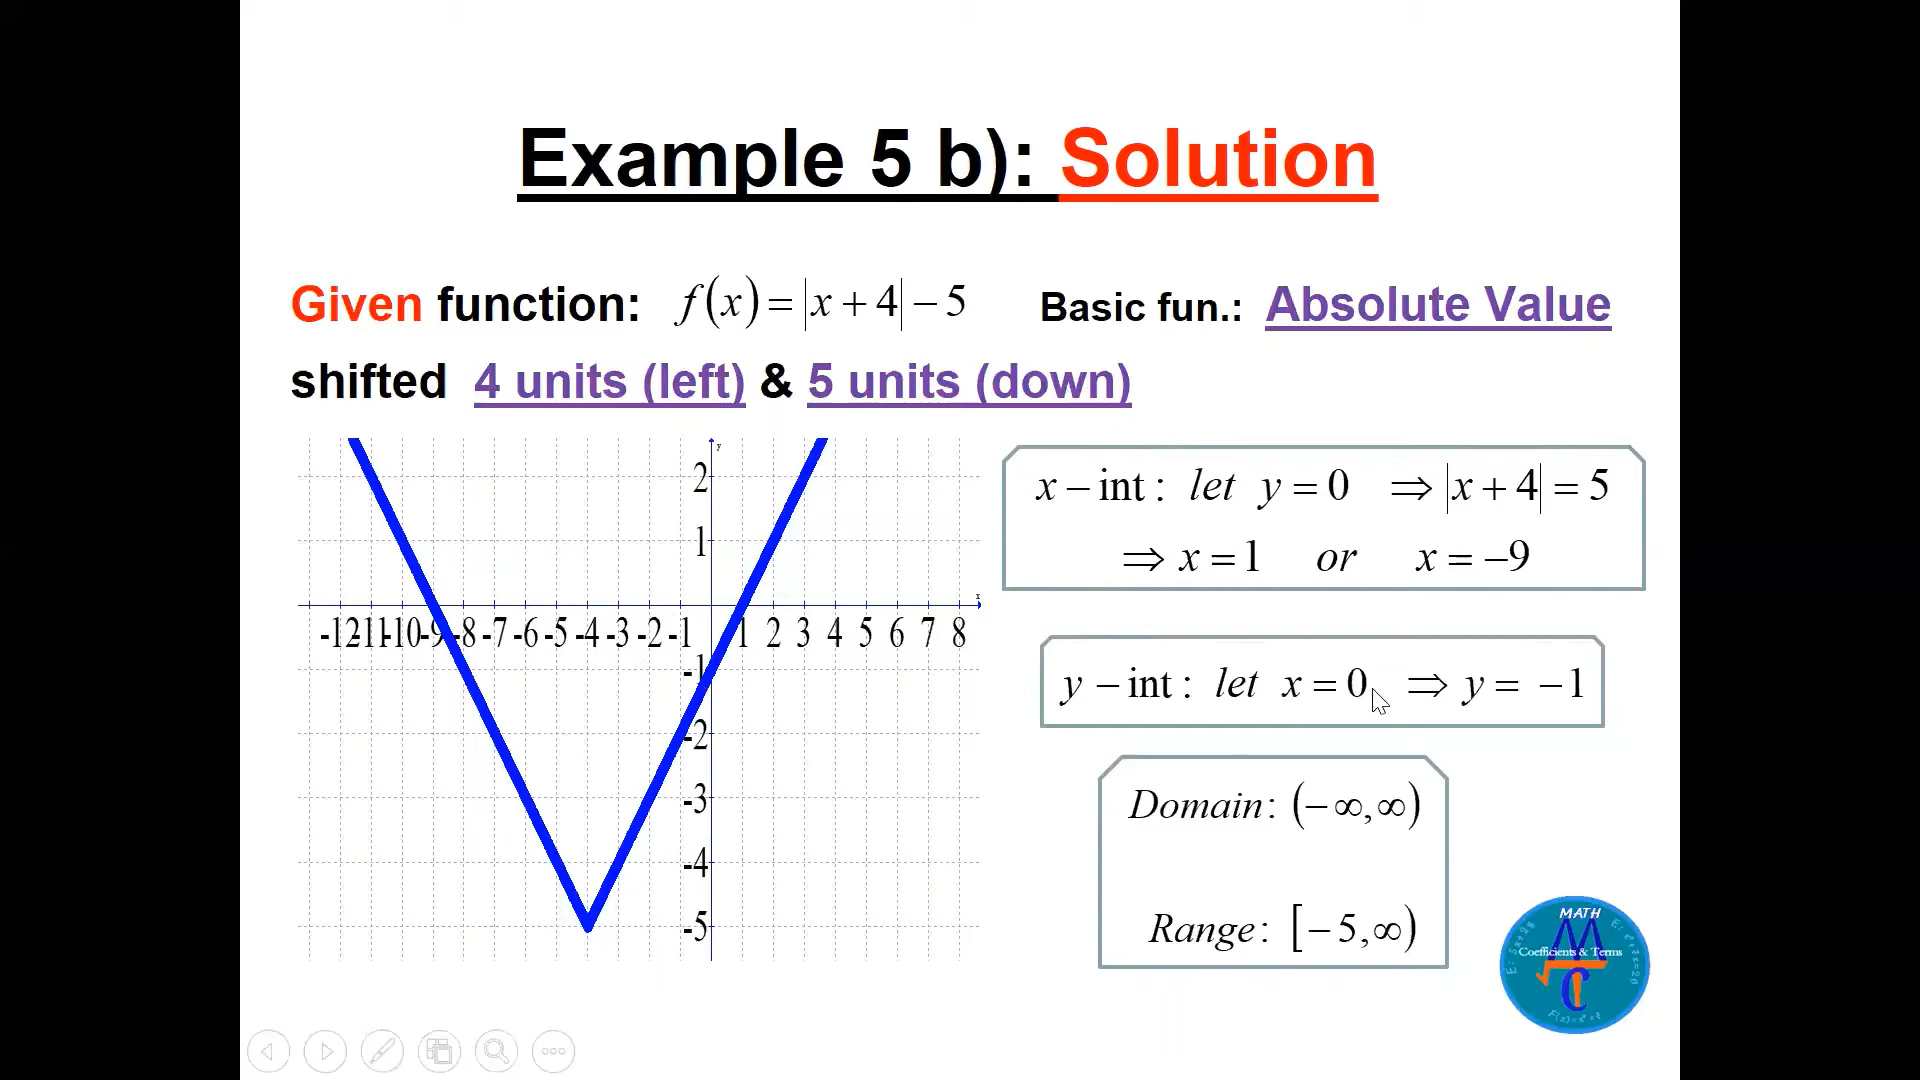 Example 5 b): Solution
Given function: f(x) = |x + 4| − 5 Basic fun.: Absolute Value
shifted 4 units (left) & 5 units (down)
y
2
1
x
-12 -11 -10 -9 -8 -7 -6 -5 -4 -3 -2 -1 1 2 3 4 5 6 7 8
-1
-2
-3
-4
-5
x − int : let y = 0 ⇒ |x + 4| = 5
⇒ x = 1 or x = −9
y − int : let x = 0 ⇒ y = −1
Domain: (−∞,∞)
Range: [−5,∞)
MATH
Coefficients & Terms